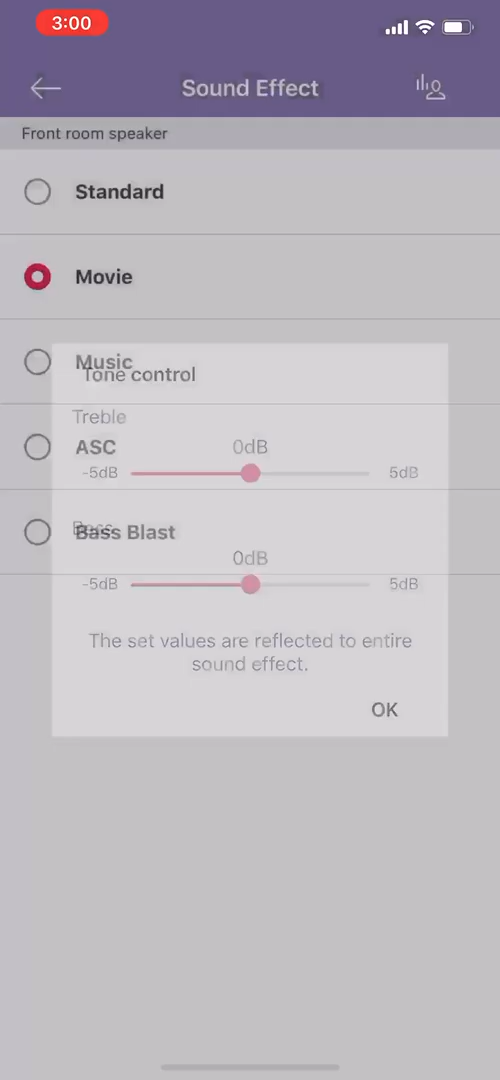 3:00
Sound Effect
Front room speaker
Standard
Movie
Music
Tone control
Treble
ASC
0dB
-5dB 5dB
Bass
Bass Blast
0dB
-5dB 5dB
The set values are reflected to entire
sound effect.
OK